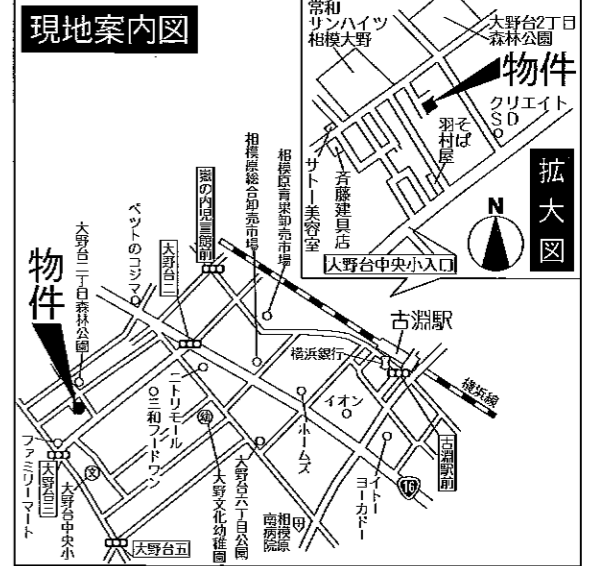 現地案内図
常和
サンハイツ
相模大野
大野台2丁目
森林公園
物件
クリエイト
SD
そば
羽村屋
サトー美容室
斉藤建具店
大野台中央小入口
N
拡大図
物件
大野台二丁目森林公園
ペットのコジマ
大野台二
嶽の内児童館前
相模原総合卸売市場
相模原青果卸売市場
古淵駅
横浜銀行
横浜線
古淵駅前
イオン
イトー
ヨーカドー
16
ホームズ
ニトリモール
三和フードワン
幼
大野文化幼稚園
大野台六丁目公園
相模原
南病院
ファミリーマート
大野台三
文
大野台中央小
大野台五